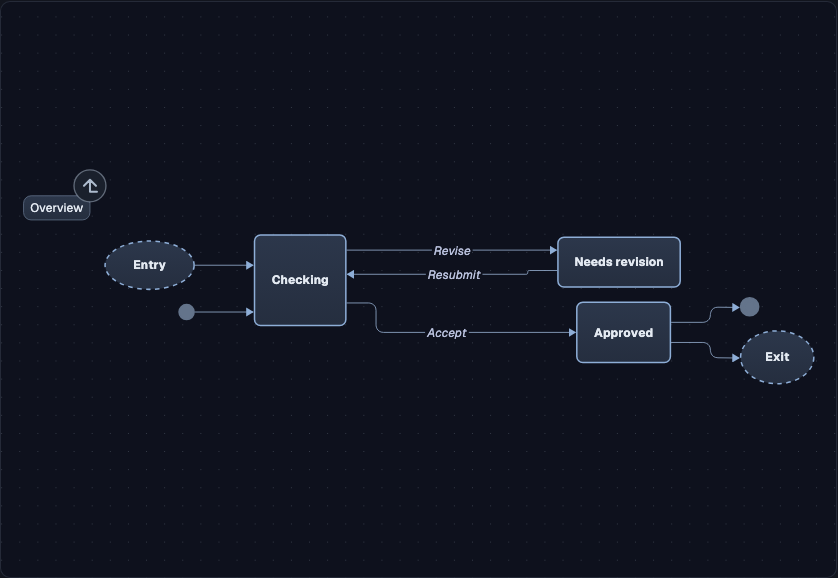 Overview
Entry
Checking
Revise
Resubmit
Accept
Needs revision
Approved
Exit